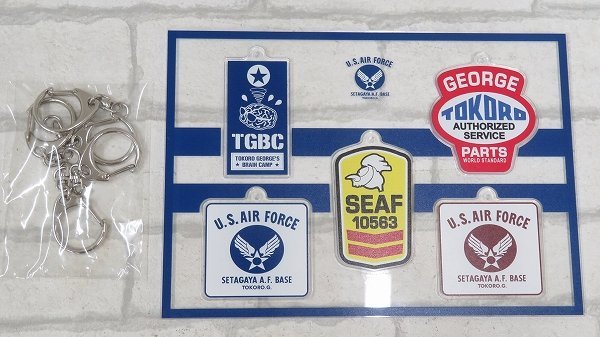 TGBC
TOKORO GEORGE'S
BRAIN CAMP
U.S. AIR FORCE
SETAGAYA A.F. BASE
TOKORO.G.
GEORGE
TOKORO
AUTHORIZED
SERVICE
PARTS
WORLD STANDARD
SEAF
10563
U.S. AIR FORCE
SETAGAYA A.F. BASE
TOKORO.G.
U.S. AIR FORCE
SETAGAYA A.F. BASE
TOKORO.G.